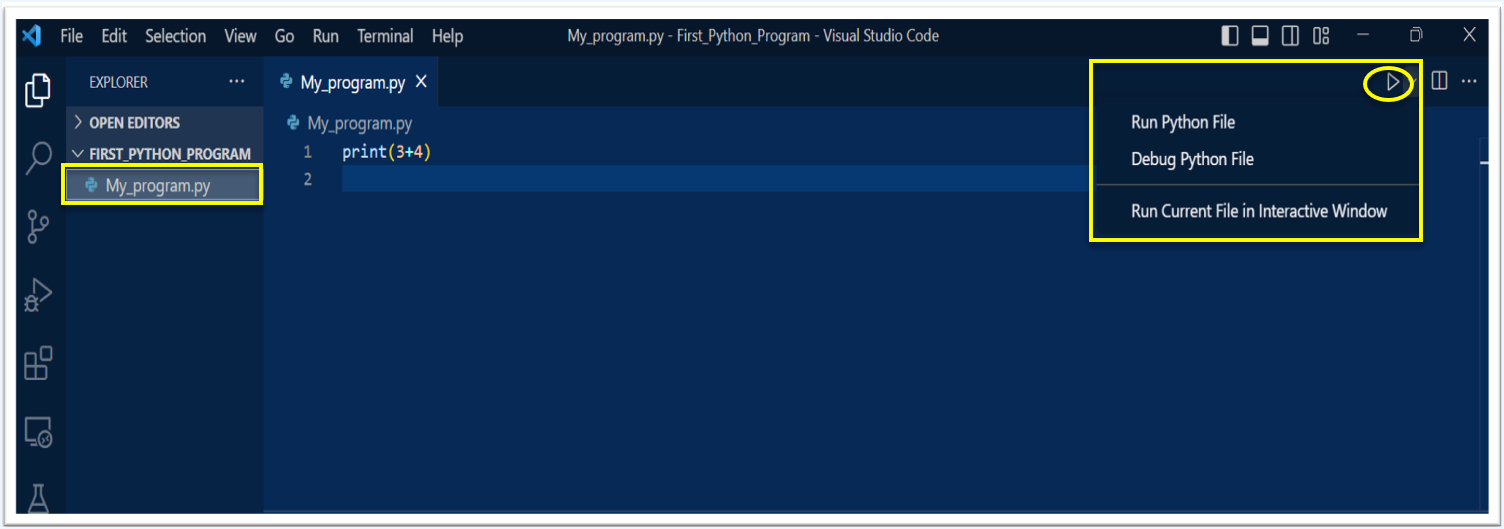 File Edit Selection View Go Run Terminal Help My_program.py - First_Python_Program - Visual Studio Code
EXPLORER ... My_program.py
OPEN EDITORS
FIRST_PYTHON_PROGRAM
My_program.py
My_program.py
1 print(3+4)
2
Run Python File
Debug Python File
Run Current File in Interactive Window